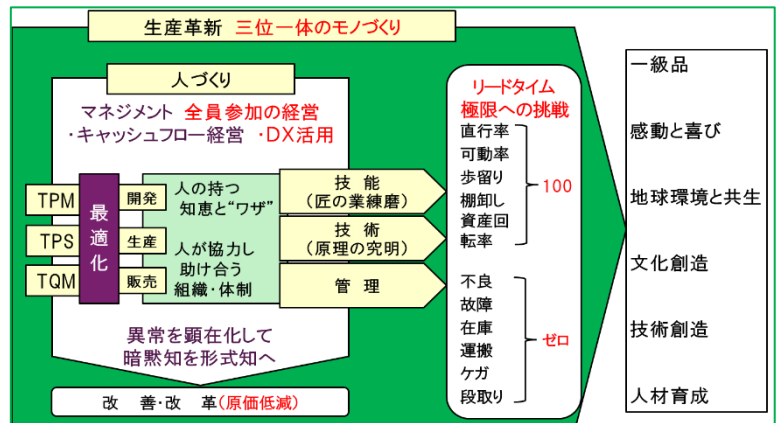 生産革新 三位一体のモノづくり
人づくり
マネジメント 全員参加の経営
・キャッシュフロー経営 ・DX活用
TPM
TPS
TQM
最適化
開発
生産
販売
人の持つ
知恵と“ワザ”
人が協力し
助け合う
組織・体制
技 能
(匠の業練磨)
技 術
(原理の究明)
管 理
異常を顕在化して
暗黙知を形式知へ
改 善・改 革(原価低減)
リードタイム
極限への挑戦
直行率
可動率
歩留り
棚卸し
資産回
転率
100
不良
故障
在庫
運搬
ケガ
段取り
ゼロ
一級品
感動と喜び
地球環境と共生
文化創造
技術創造
人材育成